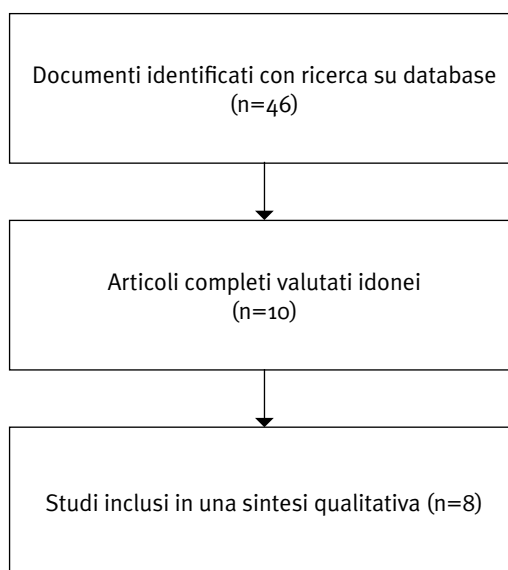 Documenti identificati con ricerca su database
(n=46)
Articoli completi valutati idonei
(n=10)
Studi inclusi in una sintesi qualitativa (n=8)